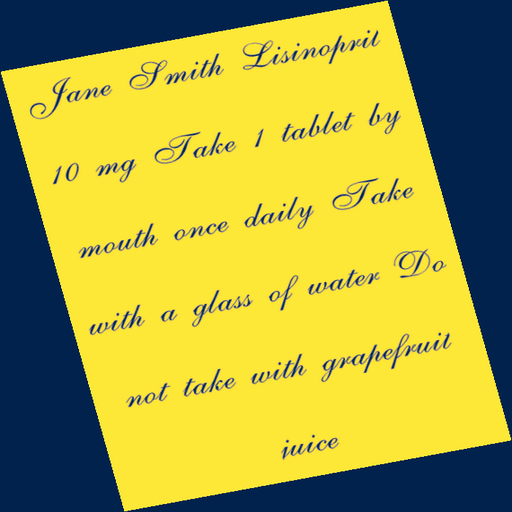 Jane Smith Lisinopril
10 mg Take 1 tablet by
mouth once daily Take
with a glass of water Do
not take with grapefruit
juice